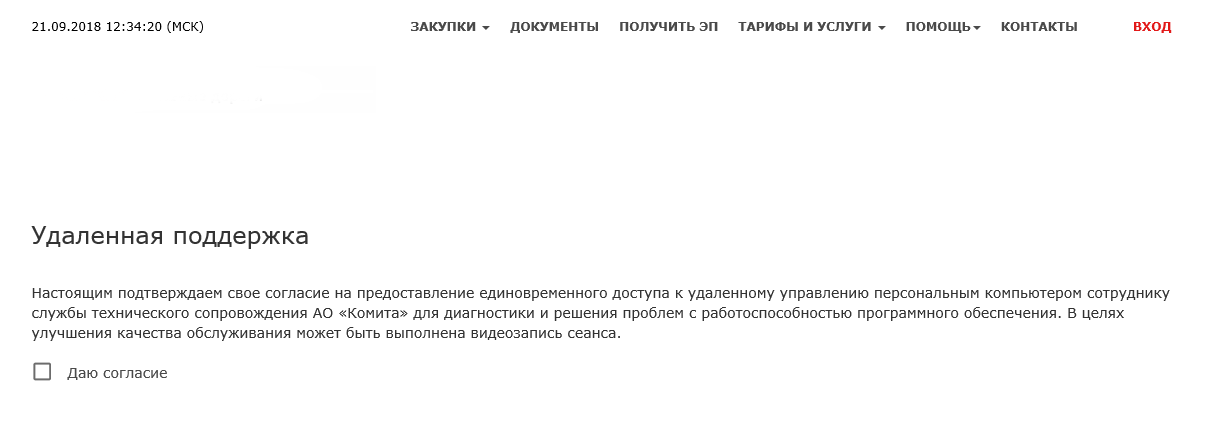 21.09.2018 12:34:20 (МСК) ЗАКУПКИ ДОКУМЕНТЫ ПОЛУЧИТЬ ЭП ТАРИФЫ И УСЛУГИ ПОМОЩЬ КОНТАКТЫ ВХОД
Удаленная поддержка
Настоящим подтверждаем свое согласие на предоставление единовременного доступа к удаленному управлению персональным компьютером сотруднику
службы технического сопровождения АО «Комита» для диагностики и решения проблем с работоспособностью программного обеспечения. В целях
улучшения качества обслуживания может быть выполнена видеозапись сеанса.
Даю согласие